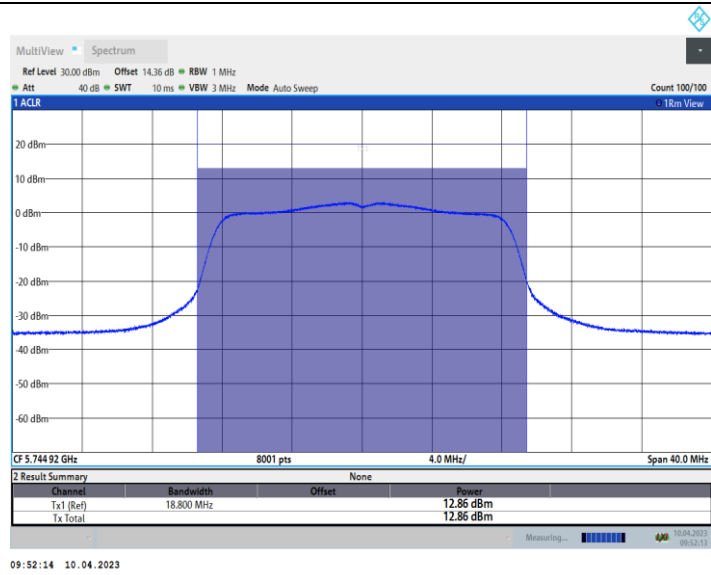 MultiView Spectrum
Ref Level 30.00 dBm Offset 14.36 dB RBW 1 MHz
Att 40 dB SWT 10 ms VBW 3 MHz Mode Auto Sweep Count 100/100
1 ACLR 1Rm View
20 dBm
10 dBm
0 dBm
-10 dBm
-20 dBm
-30 dBm
-40 dBm
-50 dBm
-60 dBm
CF 5.744 92 GHz 8001 pts 4.0 MHz/ Span 40.0 MHz
2 Result Summary None
Channel Bandwidth Offset Power
Tx1 (Ref) 18.800 MHz 12.86 dBm
Tx Total 12.86 dBm
Measuring... 10.04.2023
09:52:13
09:52:14 10.04.2023